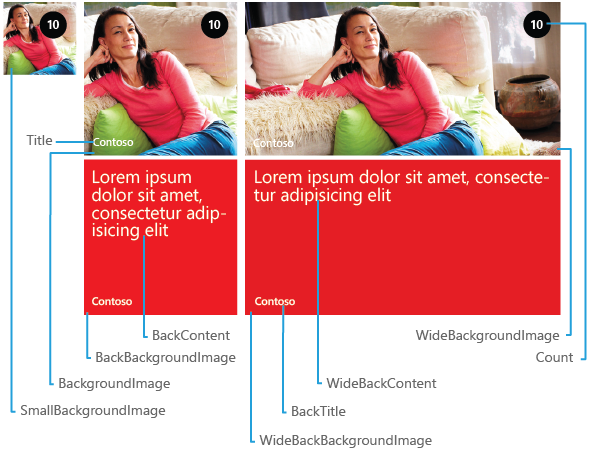 10
10
10
Title
Contoso
Contoso
Lorem ipsum
dolor sit amet,
consectetur adip-
isicing elit
Lorem ipsum dolor sit amet, consecte-
tur adipisicing elit
Contoso
Contoso
BackContent
WideBackgroundImage
BackBackgroundImage
Count
BackgroundImage
WideBackContent
SmallBackgroundImage
BackTitle
WideBackBackgroundImage